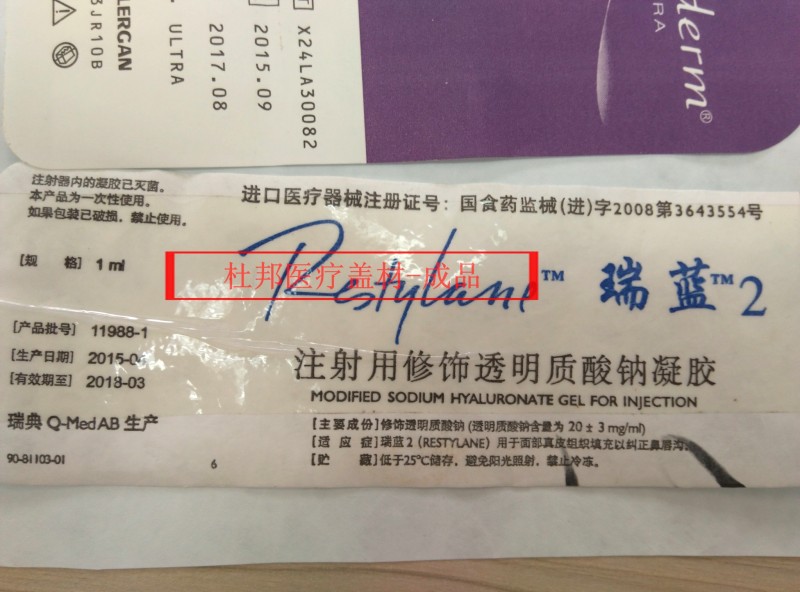 LERGAN
3JR10B
ULTRA
2017.08
2015.09
X24LA30082
derm®
RA
注射器内的凝胶已灭菌。
本产品为一次性使用。
如果包装已破损，禁止使用。
进口医疗器械注册证号：国食药监械(进)字2008第3643554号
[规 格] 1 ml
杜邦医疗盖材-成品
Restylane™ 瑞蓝™2
[产品批号] 11988-1
[生产日期] 2015-04
[有效期至] 2018-03
注射用修饰透明质酸钠凝胶
MODIFIED SODIUM HYALURONATE GEL FOR INJECTION
瑞典 Q-Med AB 生产
[主要成份]修饰透明质酸钠 (透明质酸钠含量为 20 ± 3 mg/ml)
[适 应 症]瑞蓝2 (RESTYLANE) 用于面部真皮组织填充以纠正鼻唇沟。
[贮 藏]低于25℃储存，避免阳光照射，禁止冷冻。
90-81103-01
6